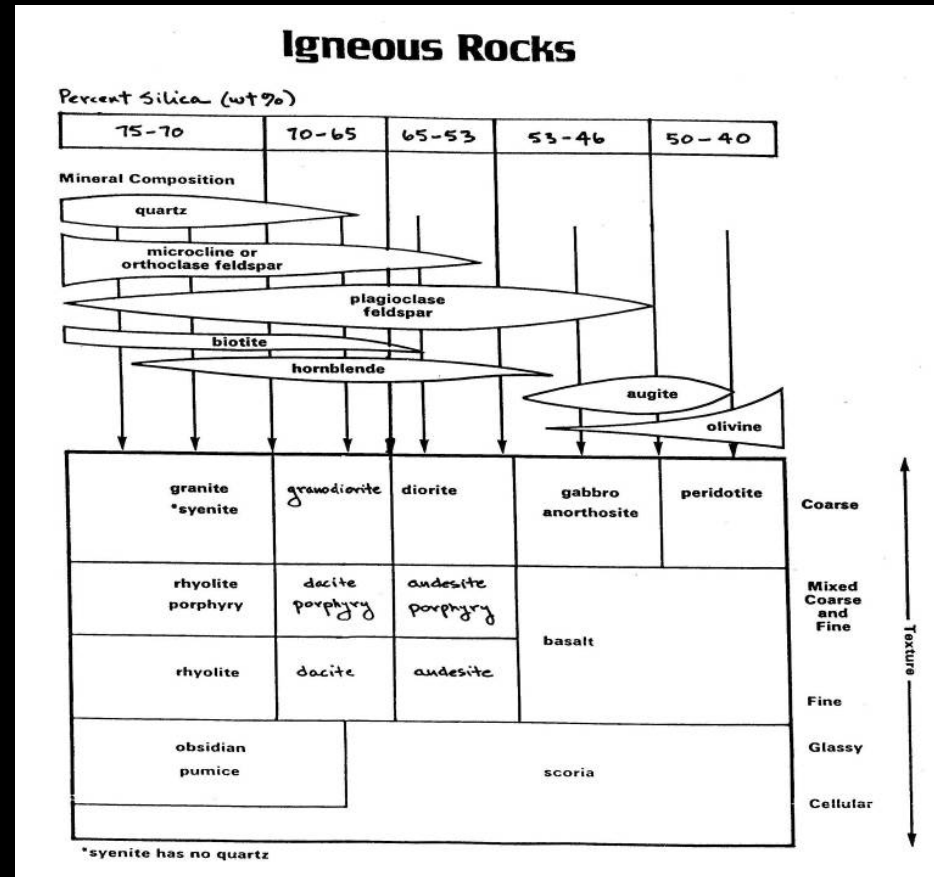 Igneous Rocks
Percent Silica (wt %)
75-70 70-65 65-53 53-46 50-40
Mineral Composition
quartz
microcline or
orthoclase feldspar
plagioclase
feldspar
biotite
hornblende
augite
olivine
granite
*syenite
granodiorite
diorite
gabbro
anorthosite
peridotite
Coarse
rhyolite
porphyry
dacite
porphyry
andesite
porphyry
basalt
Mixed
Coarse
and
Fine
rhyolite
dacite
andesite
Fine
Texture
obsidian
pumice
scoria
Glassy
Cellular
*syenite has no quartz